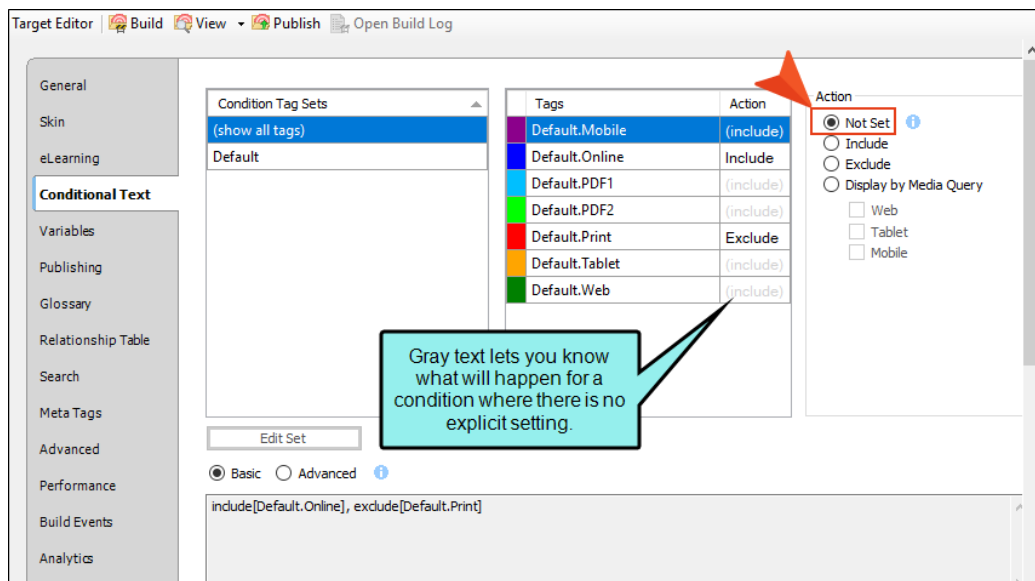 Target Editor Build View Publish Open Build Log
General
Skin
eLearning
Conditional Text
Variables
Publishing
Glossary
Relationship Table
Search
Meta Tags
Advanced
Performance
Build Events
Analytics
Condition Tag Sets
(show all tags)
Default
Tags Action
Default.Mobile (include)
Default.Online Include
Default.PDF1 (include)
Default.PDF2 (include)
Default.Print Exclude
Default.Tablet (include)
Default.Web (include)
Action
Not Set
Include
Exclude
Display by Media Query
Web
Tablet
Mobile
Gray text lets you know
what will happen for a
condition where there is no
explicit setting.
Edit Set
Basic Advanced
include[Default.Online], exclude[Default.Print]